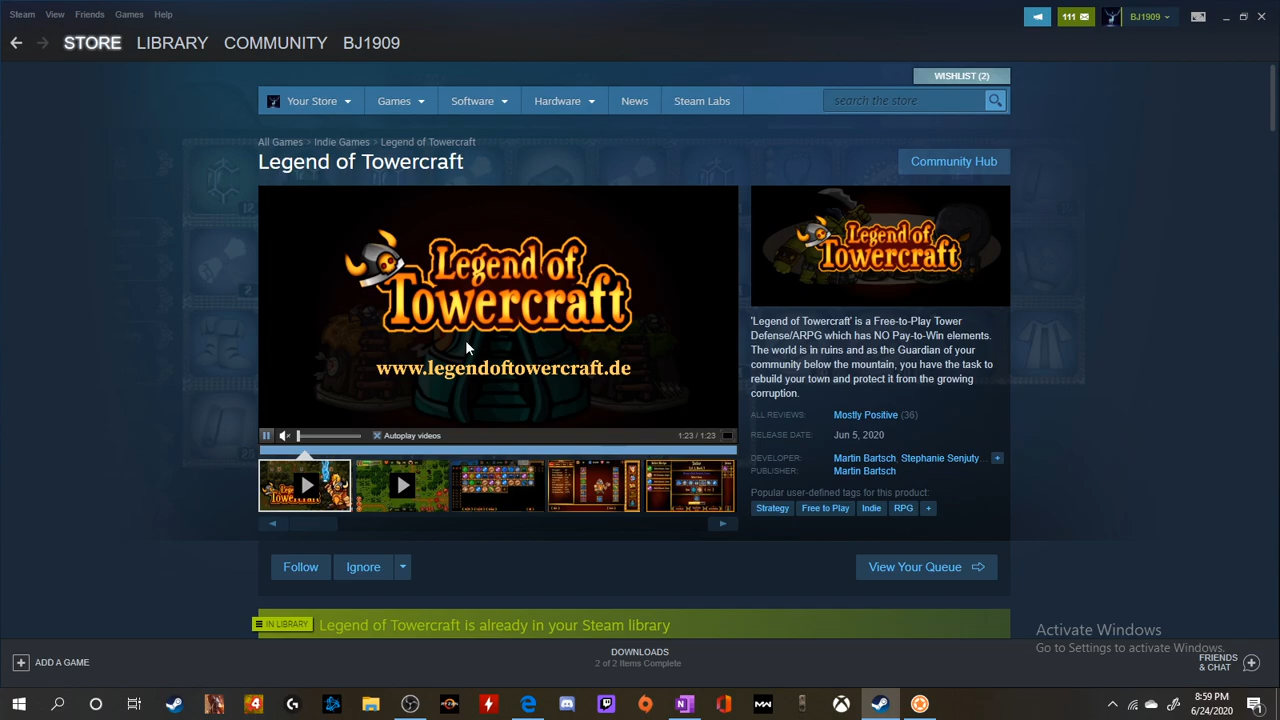 Steam View Friends Games Help
111
BJ1909
STORE LIBRARY COMMUNITY BJ1909
WISHLIST (2)
Your Store Games Software Hardware News Steam Labs
search the store
All Games > Indie Games > Legend of Towercraft
Legend of Towercraft
Community Hub
Legend of
Towercraft
www.legendoftowercraft.de
Autoplay videos
1:23 / 1:23
Legend of
Towercraft
'Legend of Towercraft' is a Free-to-Play Tower
Defense/ARPG which has NO Pay-to-Win elements.
The world is in ruins and as the Guardian of your
community below the mountain, you have the task to
rebuild your town and protect it from the growing
corruption.
ALL REVIEWS: Mostly Positive (36)
RELEASE DATE: Jun 5, 2020
DEVELOPER: Martin Bartsch, Stephanie Senjuty... +
PUBLISHER: Martin Bartsch
Popular user-defined tags for this product:
Strategy Free to Play Indie RPG +
Follow Ignore
View Your Queue
IN LIBRARY Legend of Towercraft is already in your Steam library
Activate Windows
Go to Settings to activate Windows.
ADD A GAME
DOWNLOADS
2 of 2 Items Complete
FRIENDS
& CHAT
8:59 PM
6/24/2020